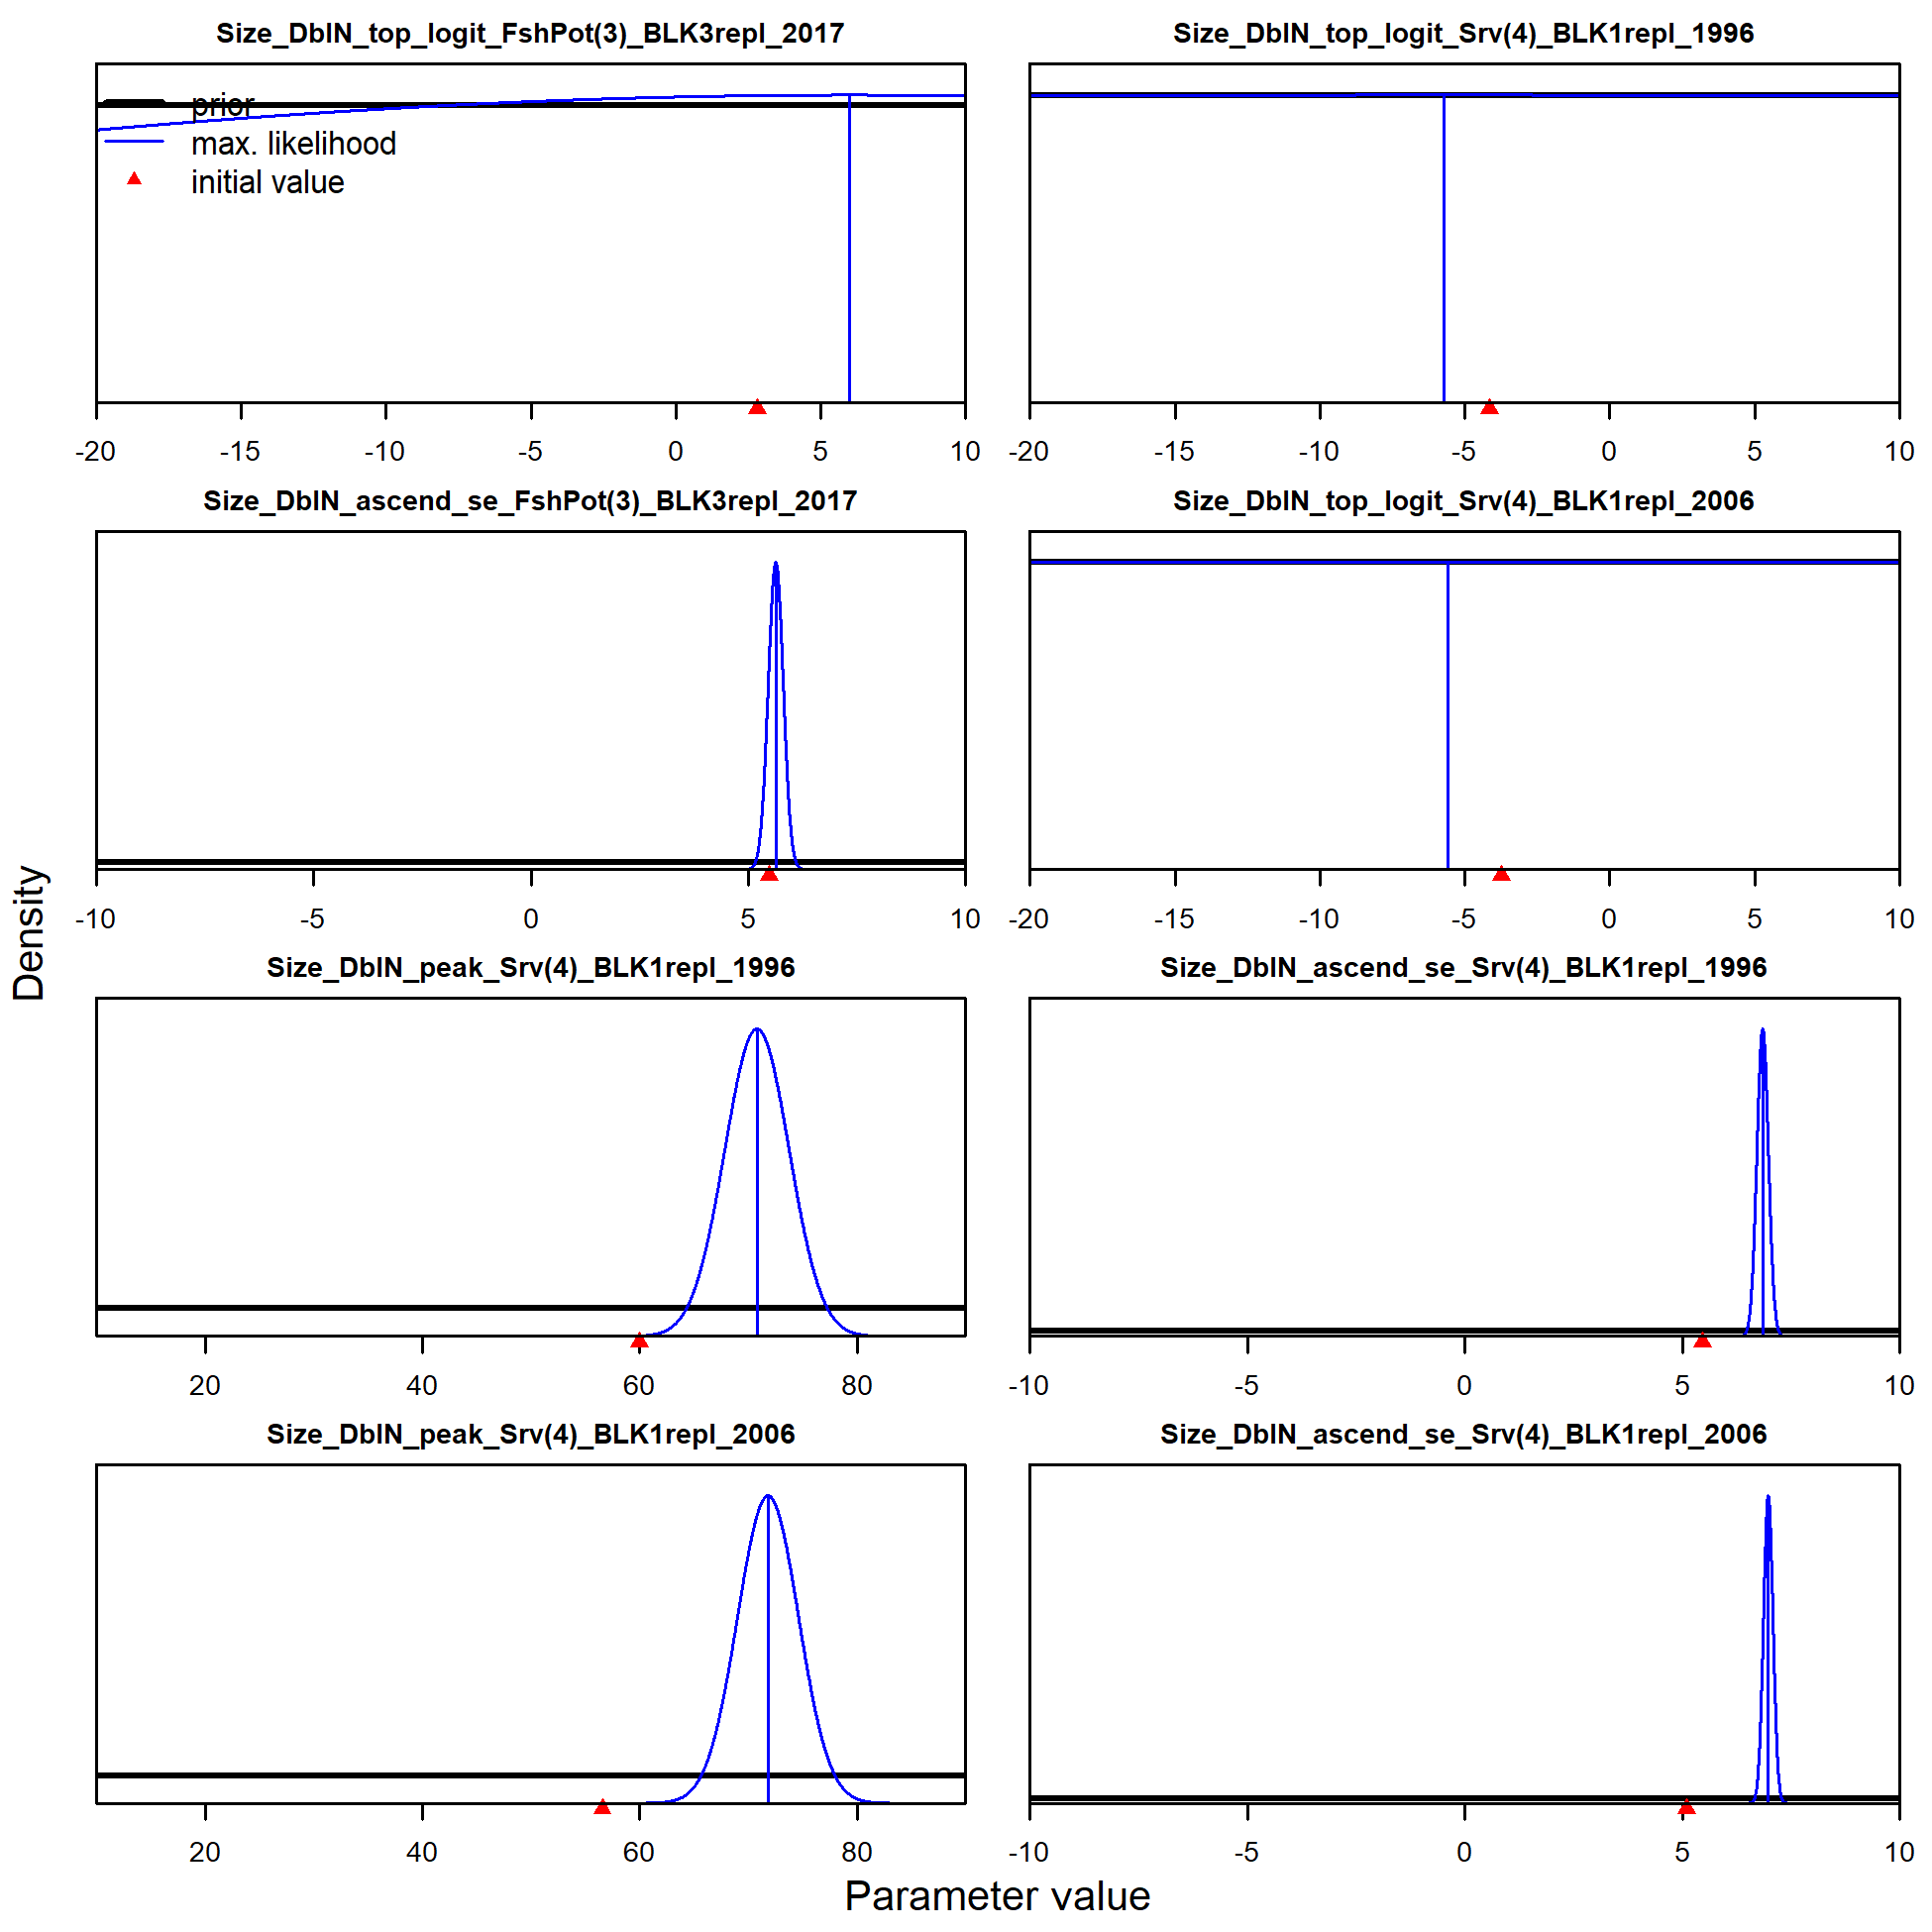 Size_DblN_top_logit_FshPot(3)_BLK3repl_2017
prior
max. likelihood
initial value
-20 -15 -10 -5 0 5 10
Size_DblN_top_logit_Srv(4)_BLK1repl_1996
-20 -15 -10 -5 0 5 10
Size_DblN_ascend_se_FshPot(3)_BLK3repl_2017
-10 -5 0 5 10
Size_DblN_top_logit_Srv(4)_BLK1repl_2006
-20 -15 -10 -5 0 5 10
Size_DblN_peak_Srv(4)_BLK1repl_1996
20 40 60 80
Size_DblN_ascend_se_Srv(4)_BLK1repl_1996
-10 -5 0 5 10
Size_DblN_peak_Srv(4)_BLK1repl_2006
20 40 60 80
Size_DblN_ascend_se_Srv(4)_BLK1repl_2006
-10 -5 0 5 10
Density
Parameter value